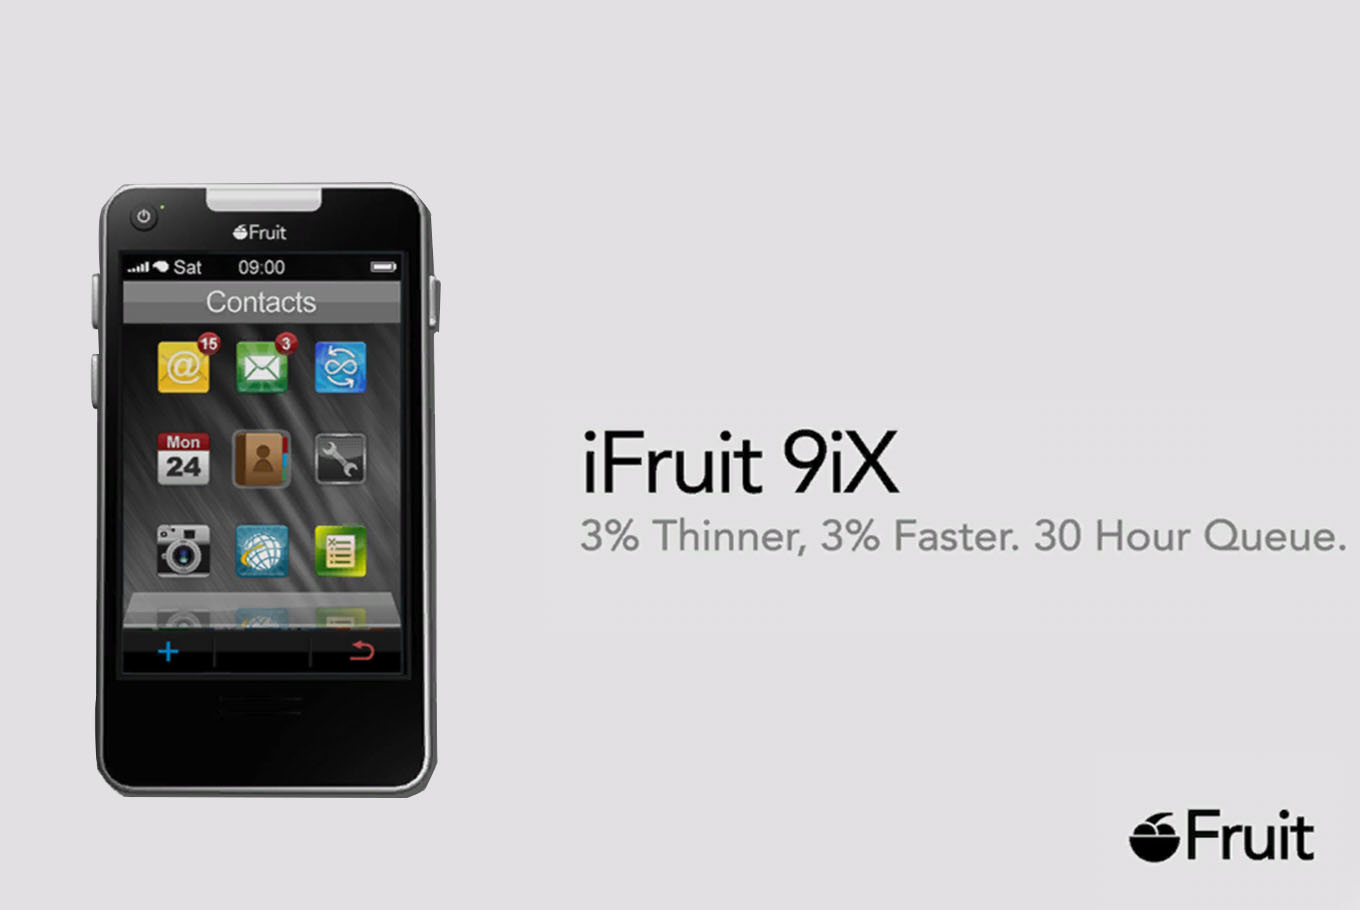 Fruit
Sat 09:00
Contacts
15
3
@
Mon
24
iFruit 9iX
3% Thinner, 3% Faster. 30 Hour Queue.
Fruit